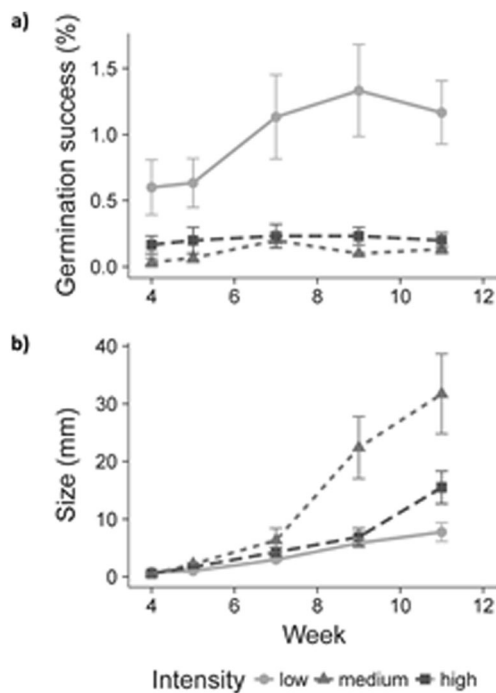 a)
Germination success (%)
1.5
1.0
0.5
0.0
4 6 8 10 12
b)
Size (mm)
40
30
20
10
0
4 6 8 10 12
Week
Intensity low medium high